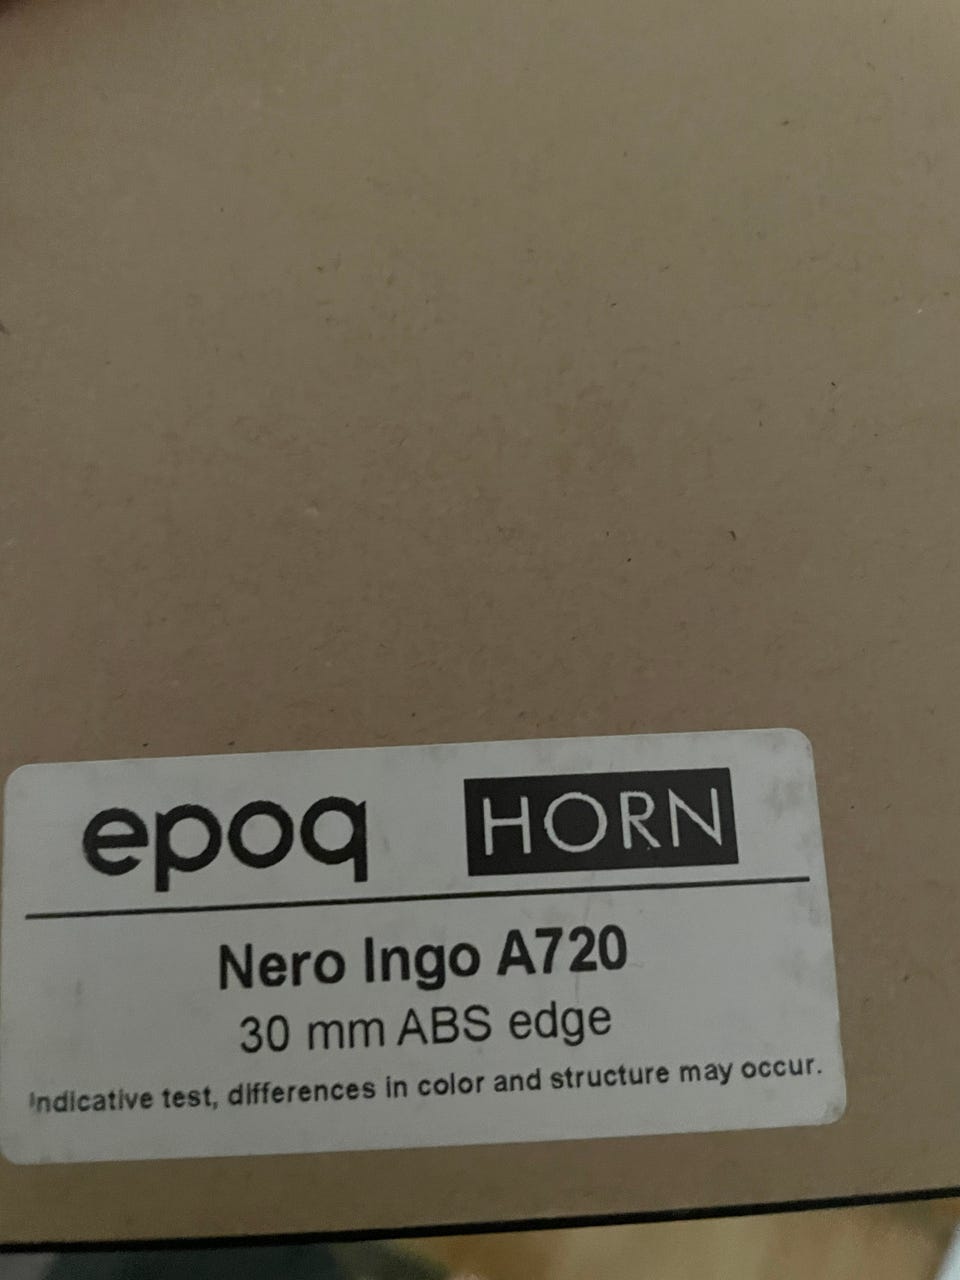 epoq HORN
Nero Ingo A720
30 mm ABS edge
Indicative test, differences in color and structure may occur.